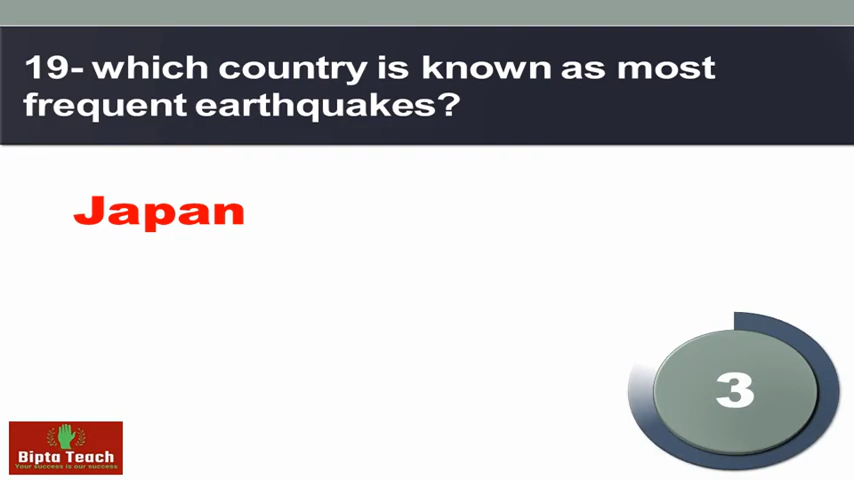 19- which country is known as most
frequent earthquakes?
Japan
3
Bipta Teach
Your success is our success